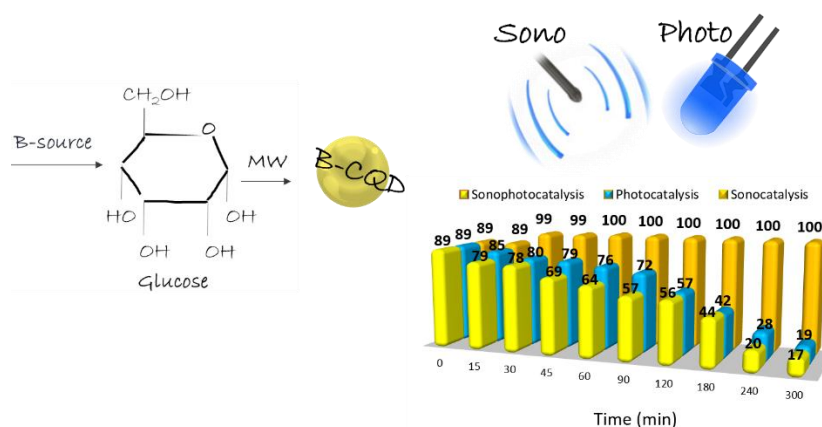 Sono
Photo
CH₂OH
O
B-source
MW
B-CQD
HO
OH
OH
OH
Glucose
Sonophotocatalysis Photocatalysis Sonocatalysis
89 89 99 99 100 100 100 100 100 100
89 85 80 79 76 72 57 42 28 19
89 79 78 69 64 57 56 44 20 17
0 15 30 45 60 90 120 180 240 300
Time (min)